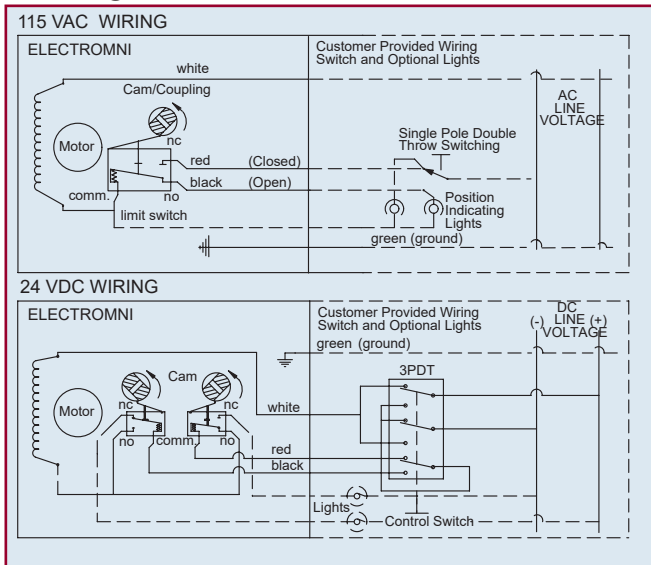 115 VAC WIRING
ELECTROMNI
Customer Provided Wiring
Switch and Optional Lights
white
Cam/Coupling
AC
LINE
VOLTAGE
Motor
nc
Single Pole Double
Throw Switching
red
(Closed)
black
(Open)
comm.
no
limit switch
Position
Indicating
Lights
green (ground)
24 VDC WIRING
ELECTROMNI
Customer Provided Wiring
Switch and Optional Lights
green (ground)
DC
(-) LINE (+)
VOLTAGE
3PDT
Cam
Motor
nc
nc
white
no
comm.
no
red
black
Lights
Control Switch